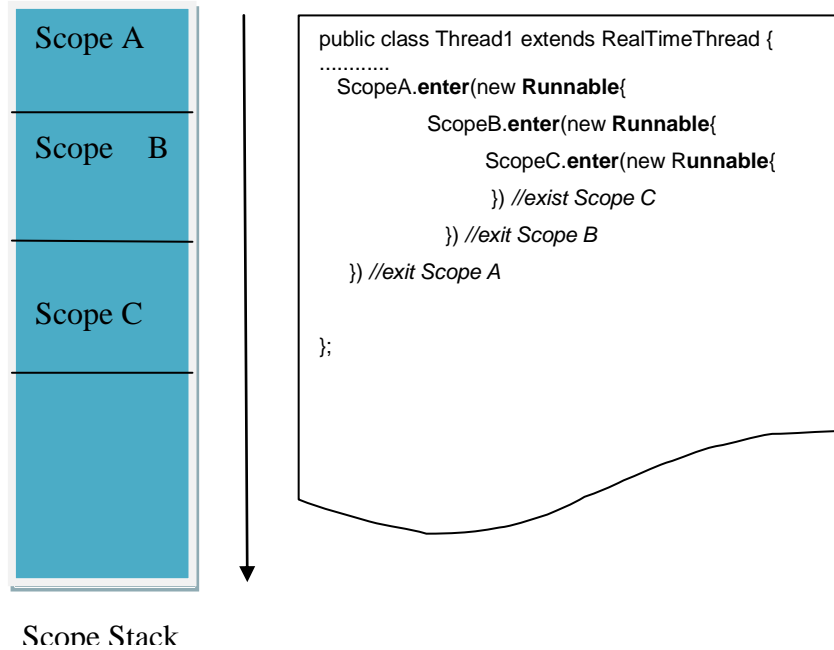 Scope A
Scope B
Scope C
Scope Stack
public class Thread1 extends RealTimeThread {
............
ScopeA.enter(new Runnable{
ScopeB.enter(new Runnable{
ScopeC.enter(new Runnable{
}) //exist Scope C
}) //exit Scope B
}) //exit Scope A
};